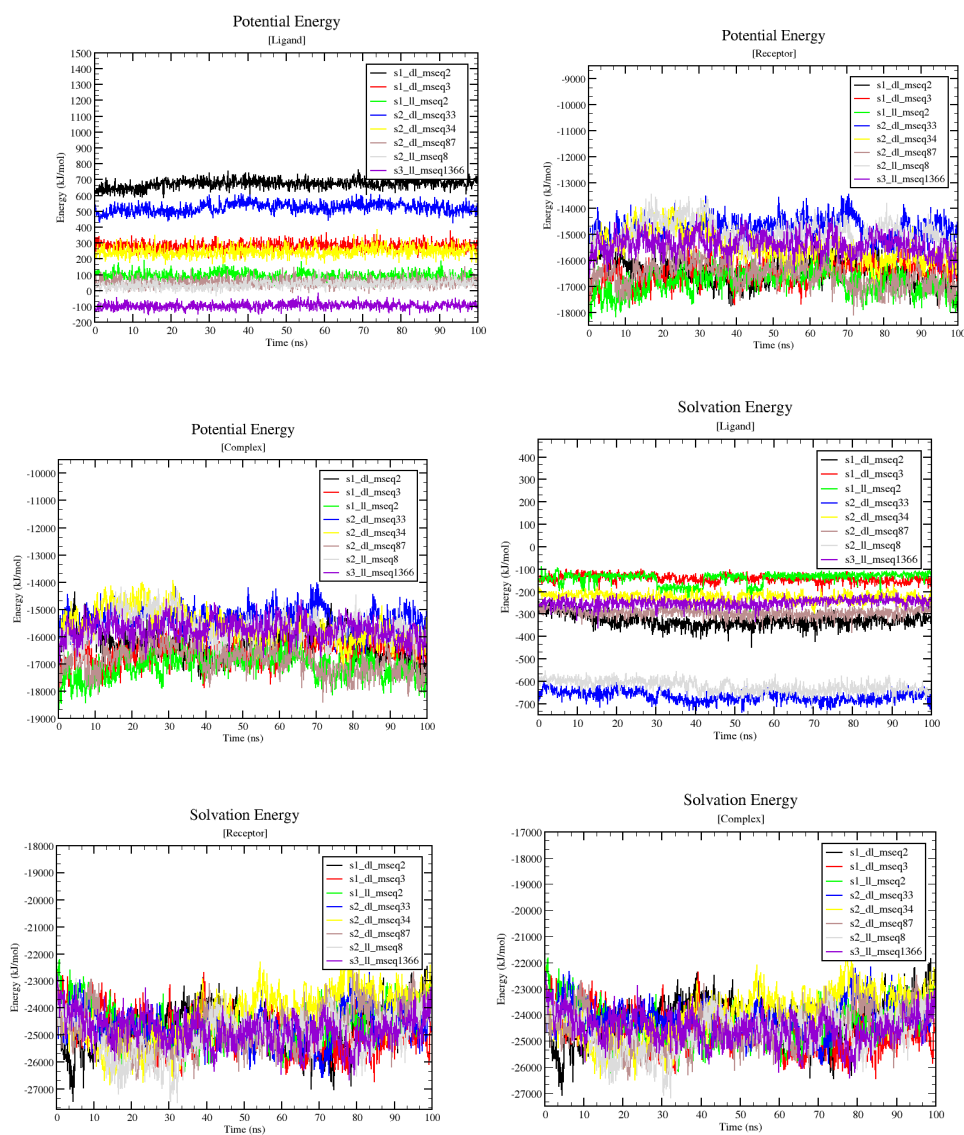 Potential Energy
[Ligand]
1500
1400
1300
1200
1100
1000
900
800
700
600
500
400
300
200
100
0
-100
-200
Energy (kJ/mol)
s1_dl_mseq2
s1_dl_mseq3
s1_ll_mseq2
s2_dl_mseq33
s2_dl_mseq34
s2_dl_mseq87
s2_ll_mseq8
s3_ll_mseq1366
0 10 20 30 40 50 60 70 80 90 100
Time (ns)
Potential Energy
[Receptor]
-9000
-10000
-11000
-12000
-13000
-14000
-15000
-16000
-17000
-18000
Energy (kJ/mol)
s1_dl_mseq2
s1_dl_mseq3
s1_ll_mseq2
s2_dl_mseq33
s2_dl_mseq34
s2_dl_mseq87
s2_ll_mseq8
s3_ll_mseq1366
0 10 20 30 40 50 60 70 80 90 100
Time (ns)
Potential Energy
[Complex]
-10000
-11000
-12000
-13000
-14000
-15000
-16000
-17000
-18000
-19000
Energy (kJ/mol)
s1_dl_mseq2
s1_dl_mseq3
s1_ll_mseq2
s2_dl_mseq33
s2_dl_mseq34
s2_dl_mseq87
s2_ll_mseq8
s3_ll_mseq1366
0 10 20 30 40 50 60 70 80 90 100
Time (ns)
Solvation Energy
[Ligand]
400
300
200
100
0
-100
-200
-300
-400
-500
-600
-700
Energy (kJ/mol)
s1_dl_mseq2
s1_dl_mseq3
s1_ll_mseq2
s2_dl_mseq33
s2_dl_mseq34
s2_dl_mseq87
s2_ll_mseq8
s3_ll_mseq1366
0 10 20 30 40 50 60 70 80 90 100
Time (ns)
Solvation Energy
[Receptor]
-18000
-19000
-20000
-21000
-22000
-23000
-24000
-25000
-26000
-27000
Energy (kJ/mol)
s1_dl_mseq2
s1_dl_mseq3
s1_ll_mseq2
s2_dl_mseq33
s2_dl_mseq34
s2_dl_mseq87
s2_ll_mseq8
s3_ll_mseq1366
0 10 20 30 40 50 60 70 80 90 100
Time (ns)
Solvation Energy
[Complex]
-17000
-18000
-19000
-20000
-21000
-22000
-23000
-24000
-25000
-26000
-27000
Energy (kJ/mol)
s1_dl_mseq2
s1_dl_mseq3
s1_ll_mseq2
s2_dl_mseq33
s2_dl_mseq34
s2_dl_mseq87
s2_ll_mseq8
s3_ll_mseq1366
0 10 20 30 40 50 60 70 80 90 100
Time (ns)